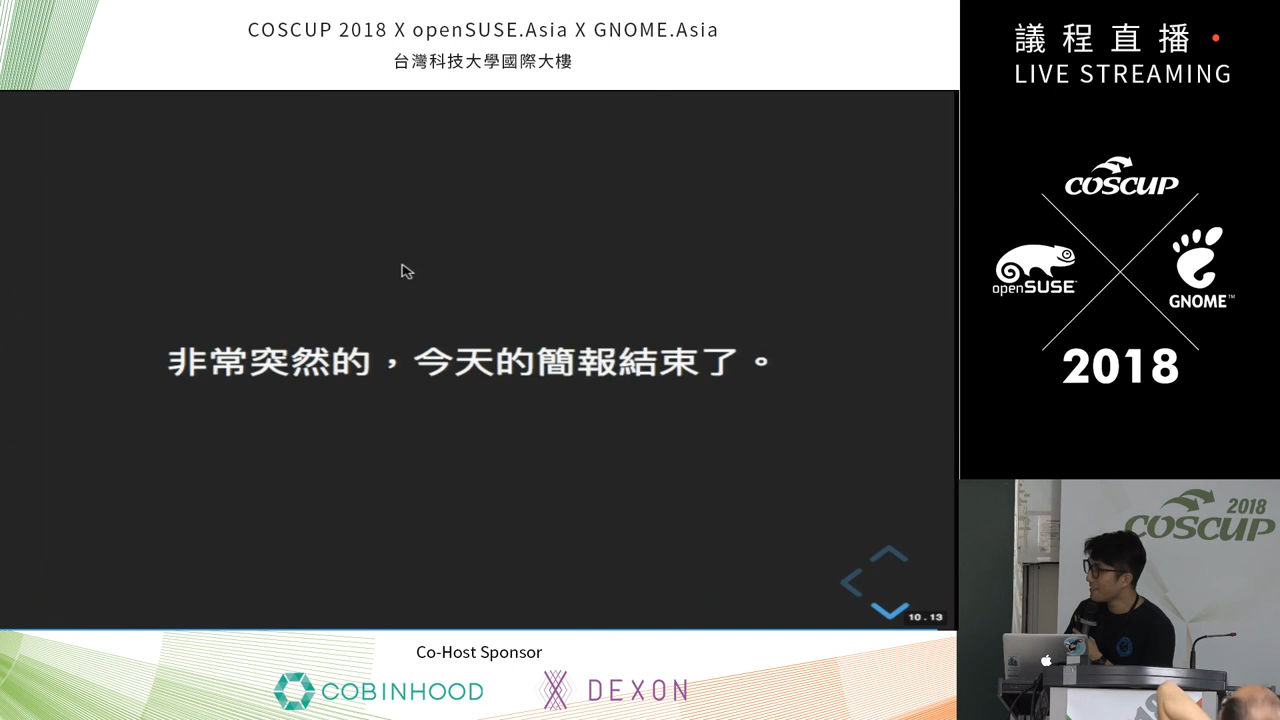 COSCUP 2018 X openSUSE.Asia X GNOME.Asia
台灣科技大學國際大樓
議程直播
LIVE STREAMING
COSCUP
openSUSE
GNOME™
2018
非常突然的，今天的簡報結束了。
10.13
2018
COSCUP
Co-Host Sponsor
COBINHOOD
DEXON